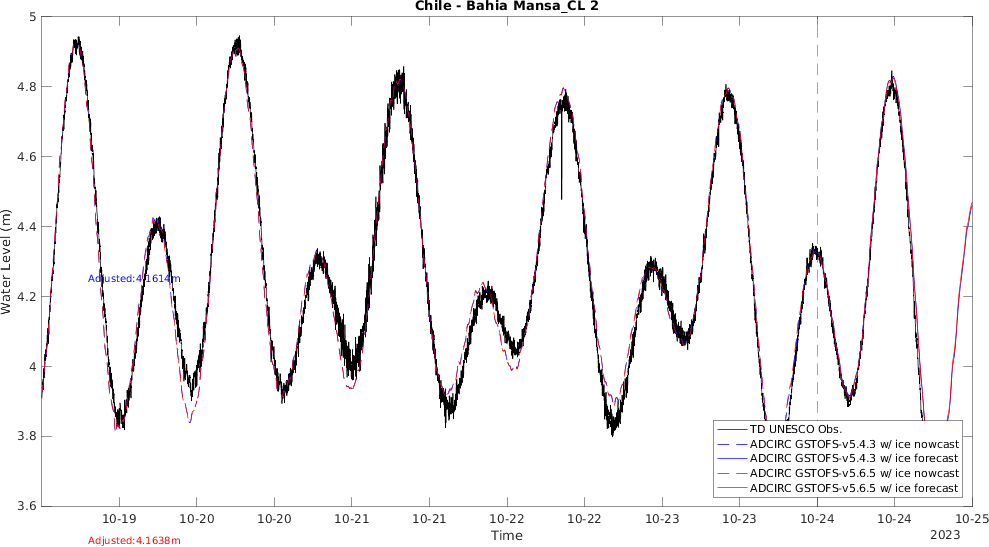 Chile - Bahia Mansa_CL 2
5
4.8
4.6
4.4
4.2
4
3.8
3.6
Water Level (m)
Adjusted:4.1614m
TD UNESCO Obs.
ADCIRC GSTOFS-v5.4.3 w/ ice nowcast
ADCIRC GSTOFS-v5.4.3 w/ ice forecast
ADCIRC GSTOFS-v5.6.5 w/ ice nowcast
ADCIRC GSTOFS-v5.6.5 w/ ice forecast
10-19 10-20 10-20 10-21 10-21 10-22 10-22 10-23 10-23 10-24 10-24 10-25
Time
2023
Adjusted:4.1638m